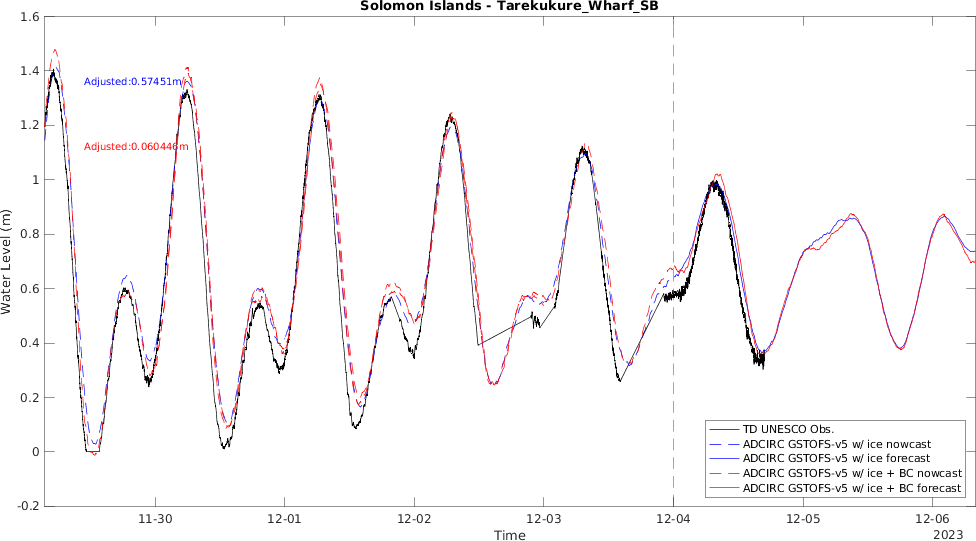 Solomon Islands - Tarekukure_Wharf_SB
1.6
1.4
1.2
1
0.8
0.6
0.4
0.2
0
-0.2
Water Level (m)
Adjusted:0.57451m
Adjusted:0.060446m
TD UNESCO Obs.
ADCIRC GSTOFS-v5 w/ ice nowcast
ADCIRC GSTOFS-v5 w/ ice forecast
ADCIRC GSTOFS-v5 w/ ice + BC nowcast
ADCIRC GSTOFS-v5 w/ ice + BC forecast
11-30 12-01 12-02 12-03 12-04 12-05 12-06
Time
2023